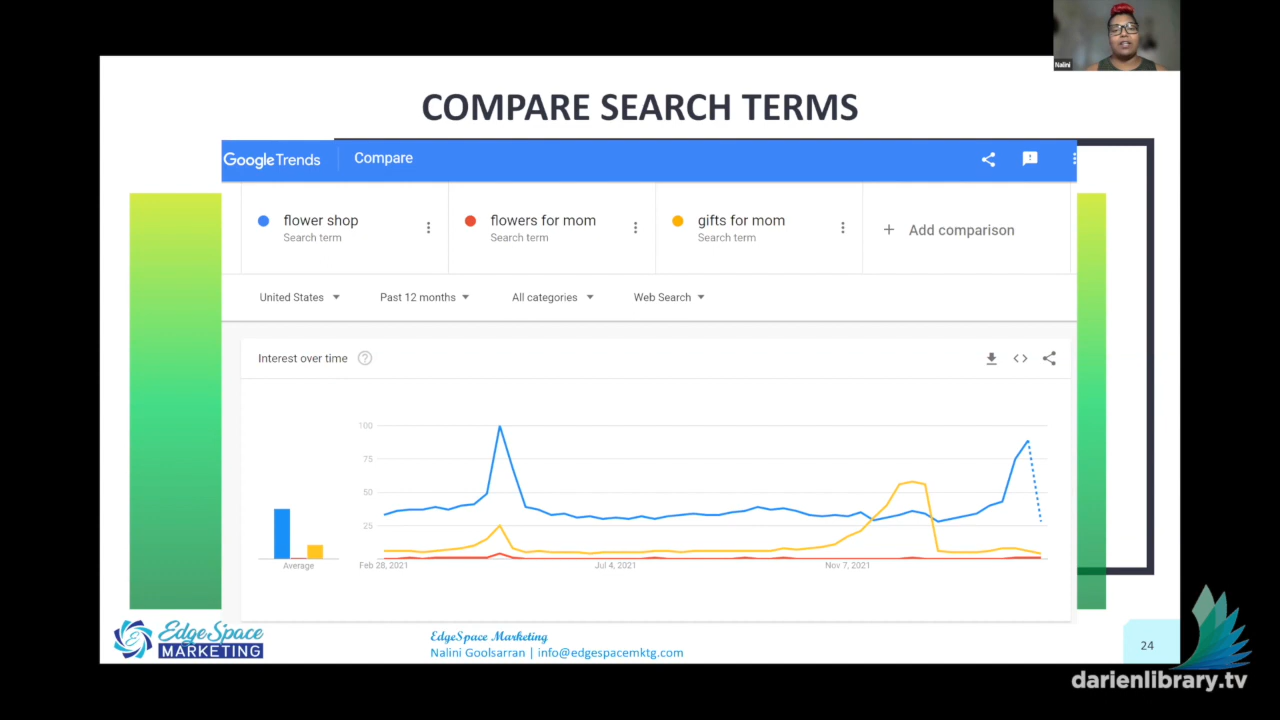 Nalini
COMPARE SEARCH TERMS
Google Trends Compare
flower shop
Search term
flowers for mom
Search term
gifts for mom
Search term
+ Add comparison
United States Past 12 months All categories Web Search
Interest over time ?
100
75
50
25
Average
Feb 28, 2021 Jul 4, 2021 Nov 7, 2021
EdgeSpace
MARKETING
EdgeSpace Marketing
Nalini Goolsarran | info@edgespacemktg.com
24
darienlibrary.tv